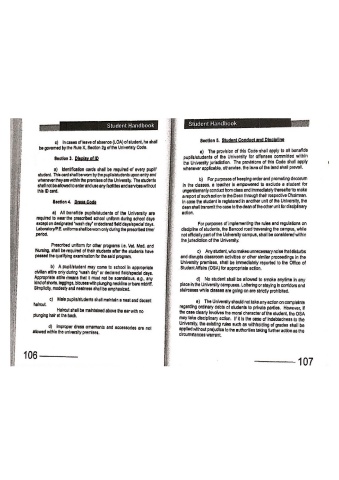 Student Handbook
e) In cases of leave of absence (LOA) of student, he shall
be governed by the Rule II, Section 2g of the University Code.
Section 3. Display of ID
a) Identification cards shall be required of every pupil/
student. This card shall be worn by the pupils/students upon entry and
whenever they are within the premises of the University. The students
shall not be allowed to enter and use any facilities and services without
this ID card.
Section 4. Dress Code
a) All bonafide pupils/students of the University are
required to wear the prescribed school uniform during school days
except on designated "wash day" or declared field days/special days.
Laboratory/P.E. uniforms shall be worn only during the prescribed time/
period.
Prescribed uniform for other programs i.e. Vet. Med., and
Nursing, shall be required of their students after the students have
passed the qualifying examination for the said program.
b) A pupil/student may come to school in appropriate
civilian attire only during "wash day" or declared field/special days.
Appropriate attire means that it must not be scandalous, e.g., any
kind of shorts, leggings, blouses with plunging neckline or bare midriff.
Simplicity, modesty and neatness shall be emphasized.
c) Male pupils/students shall maintain a neat and decent
haircut.
Haircut shall be maintained above the ear with no
plunging hair at the back.
d) Improper dress ornaments and accessories are not
allowed within the university premises.
106
Student Handbook
Section 5. Student Conduct and Discipline
a) The provision of this Code shall apply to all bonafide
pupils/students of the University for offenses committed within
the University jurisdiction. The provisions of this Code shall apply
whenever applicable, otherwise, the laws of the land shall prevail.
b) For purposes of keeping order and promoting decorum
in the classes, a teacher is empowered to exclude a student for
ungentlemanly conduct from class and immediately thereafter to make
a report of such action to the Dean through their respective Chairmen.
In case the student is registered in another unit of the University, the
dean shall transmit the case to the dean of the other unit for disciplinary
action.
For purposes of implementing the rules and regulations on
discipline of students, the Bancod road traversing the campus, while
not officially part of the University campus, shall be considered within
the jurisdiction of the University.
c) Any student, who makes unnecessary noise that disturbs
and disrupts classroom activities or other similar proceedings in the
University premises, shall be immediately reported to the Office of
Student Affairs (OSA) for appropriate action.
d) No student shall be allowed to smoke anytime in any
place in the University campuses. Loitering or staying in corridors and
staircases while classes are going on are strictly prohibited.
e) The University should not take any action on complaints
regarding ordinary debts of students to private parties. However, if
the case clearly involves the moral character of the student, the OSA
may take disciplinary action. If it is the case of indebtedness to the
University, the existing rules such as withholding of grades shall be
applied without prejudice to the authorities taking further action as the
circumstances warrant.
107